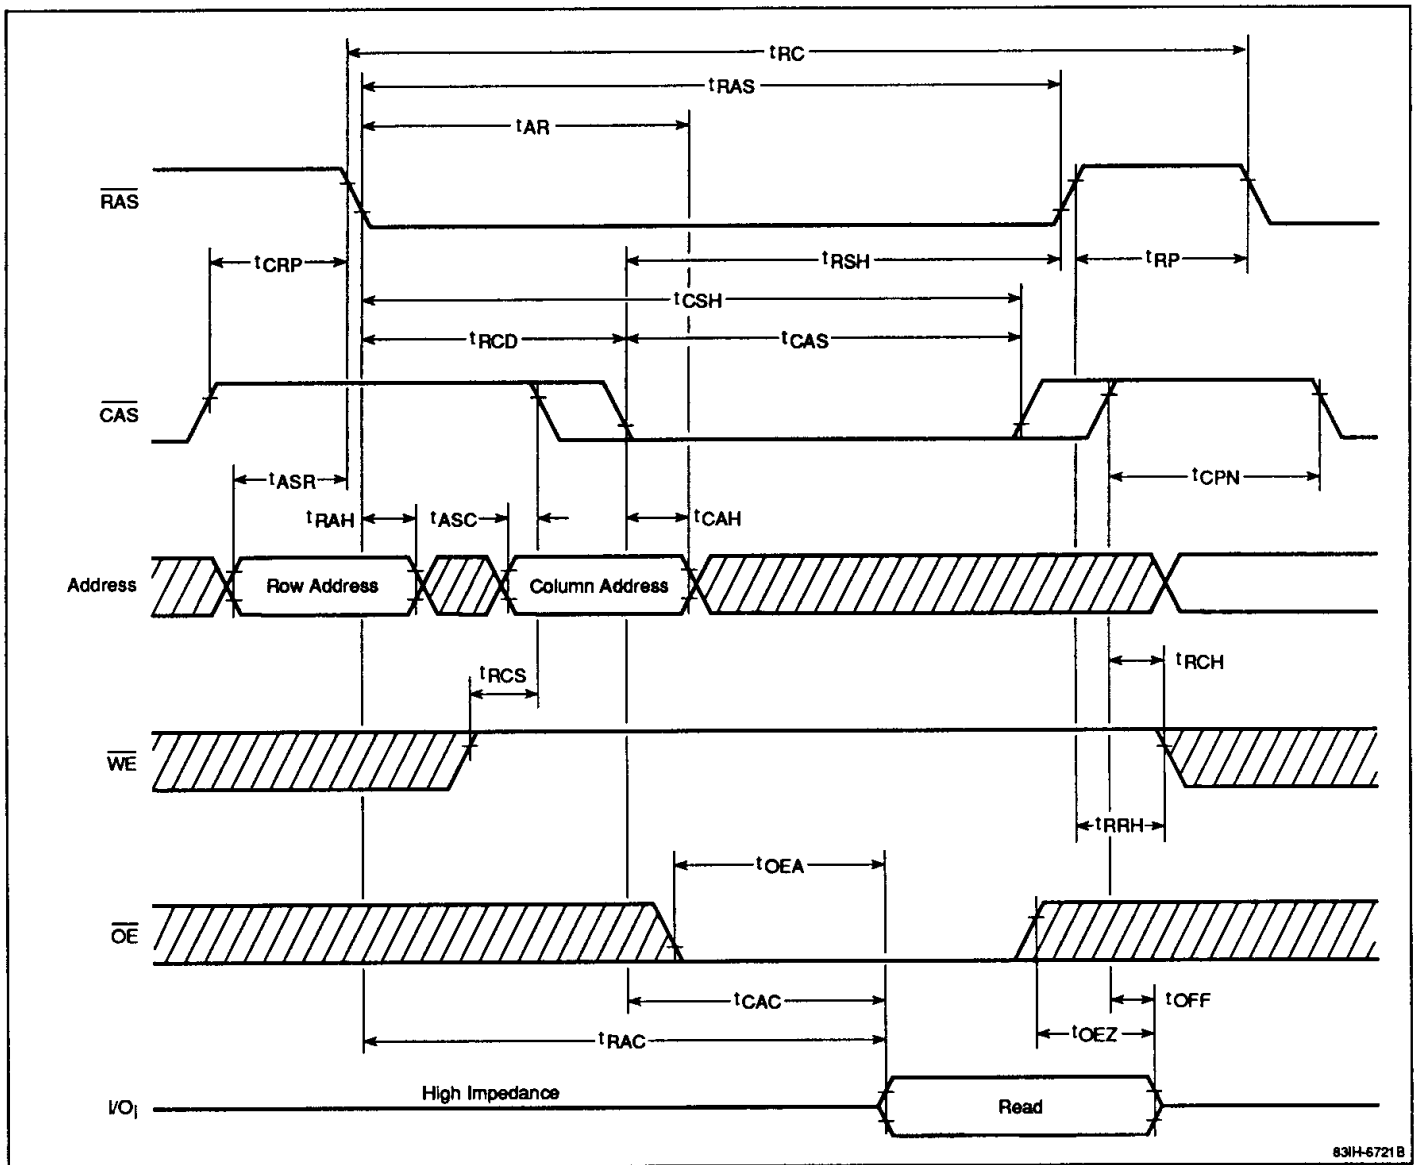 tRC
tRAS
tAR
RAS
tCRP
tRSH
tRP
tCSH
tRCD
tCAS
CAS
tASR
tCPN
tRAH
tASC
tCAH
Address
Row Address
Column Address
tRCS
tRCH
WE
tRRH
tOEA
OE
tCAC
tOFF
tRAC
tOEZ
High Impedance
I/Oi
Read
83IH-6721B